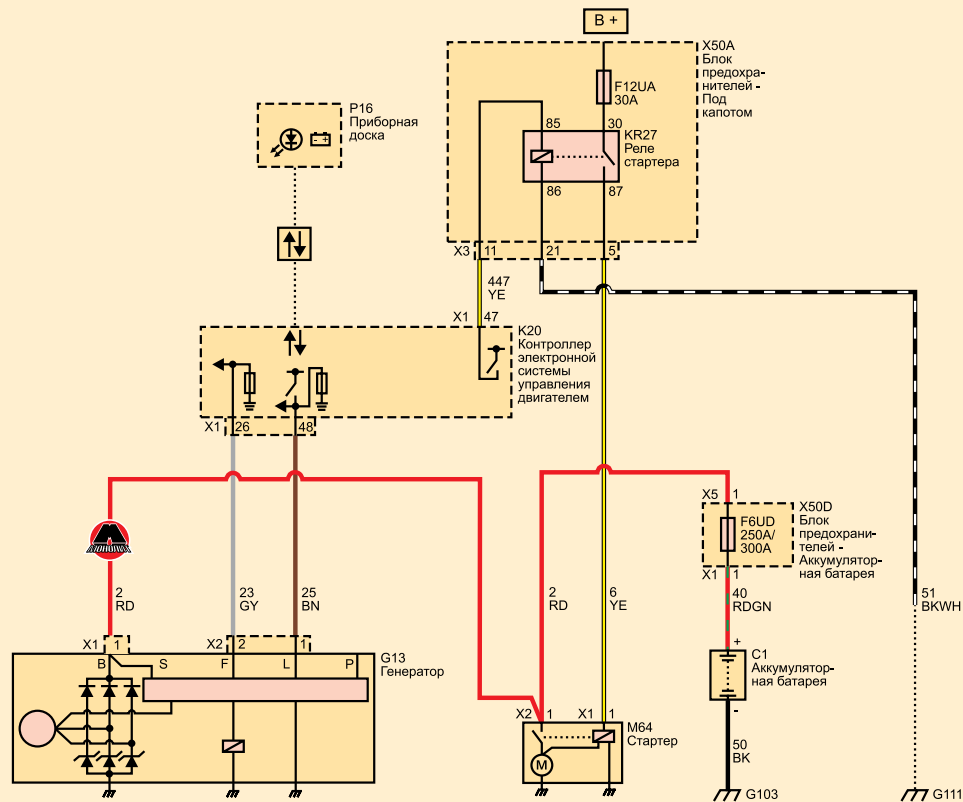 B +
X50A
Блок
предохра-
нителей -
Под
капотом
F12UA
30A
85
30
KR27
Реле
стартера
86
87
P16
Приборная
доска
X3
11
21
5
447
YE
X1
47
K20
Контроллер
электронной
системы
управления
двигателем
X1
26
48
МОНОПОЛИЯ
X5
1
X50D
Блок
предохрани-
телей -
Аккумулятор-
ная батарея
F6UD
250A/
300A
X1
1
2
RD
23
GY
25
BN
2
RD
6
YE
40
RDGN
51
BKWH
X1
1
X2
2
1
B
S
F
L
P
G13
Генератор
+
C1
Аккумулятор-
ная батарея
-
X2
1
X1
1
M64
Стартер
M
50
BK
G103
G111